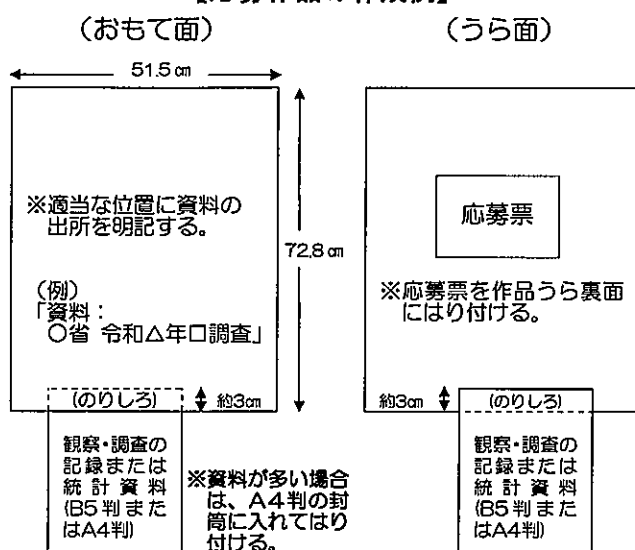 (おもて面)
51.5㎝
72.8㎝
※適当な位置に資料の
出所を明記する。
(例)
「資料:
○省 令和△年□調査」
(のりしろ)
約3㎝
観察・調査の
記録または
統計資料
(B5判また
はA4判)
※資料が多い場合
は、A4判の封
筒に入れてはり
付ける。
(うら面)
応募票
※応募票を作品うら裏面
にはり付ける。
約3㎝
(のりしろ)
観察・調査の
記録または
統計資料
(B5判また
はA4判)